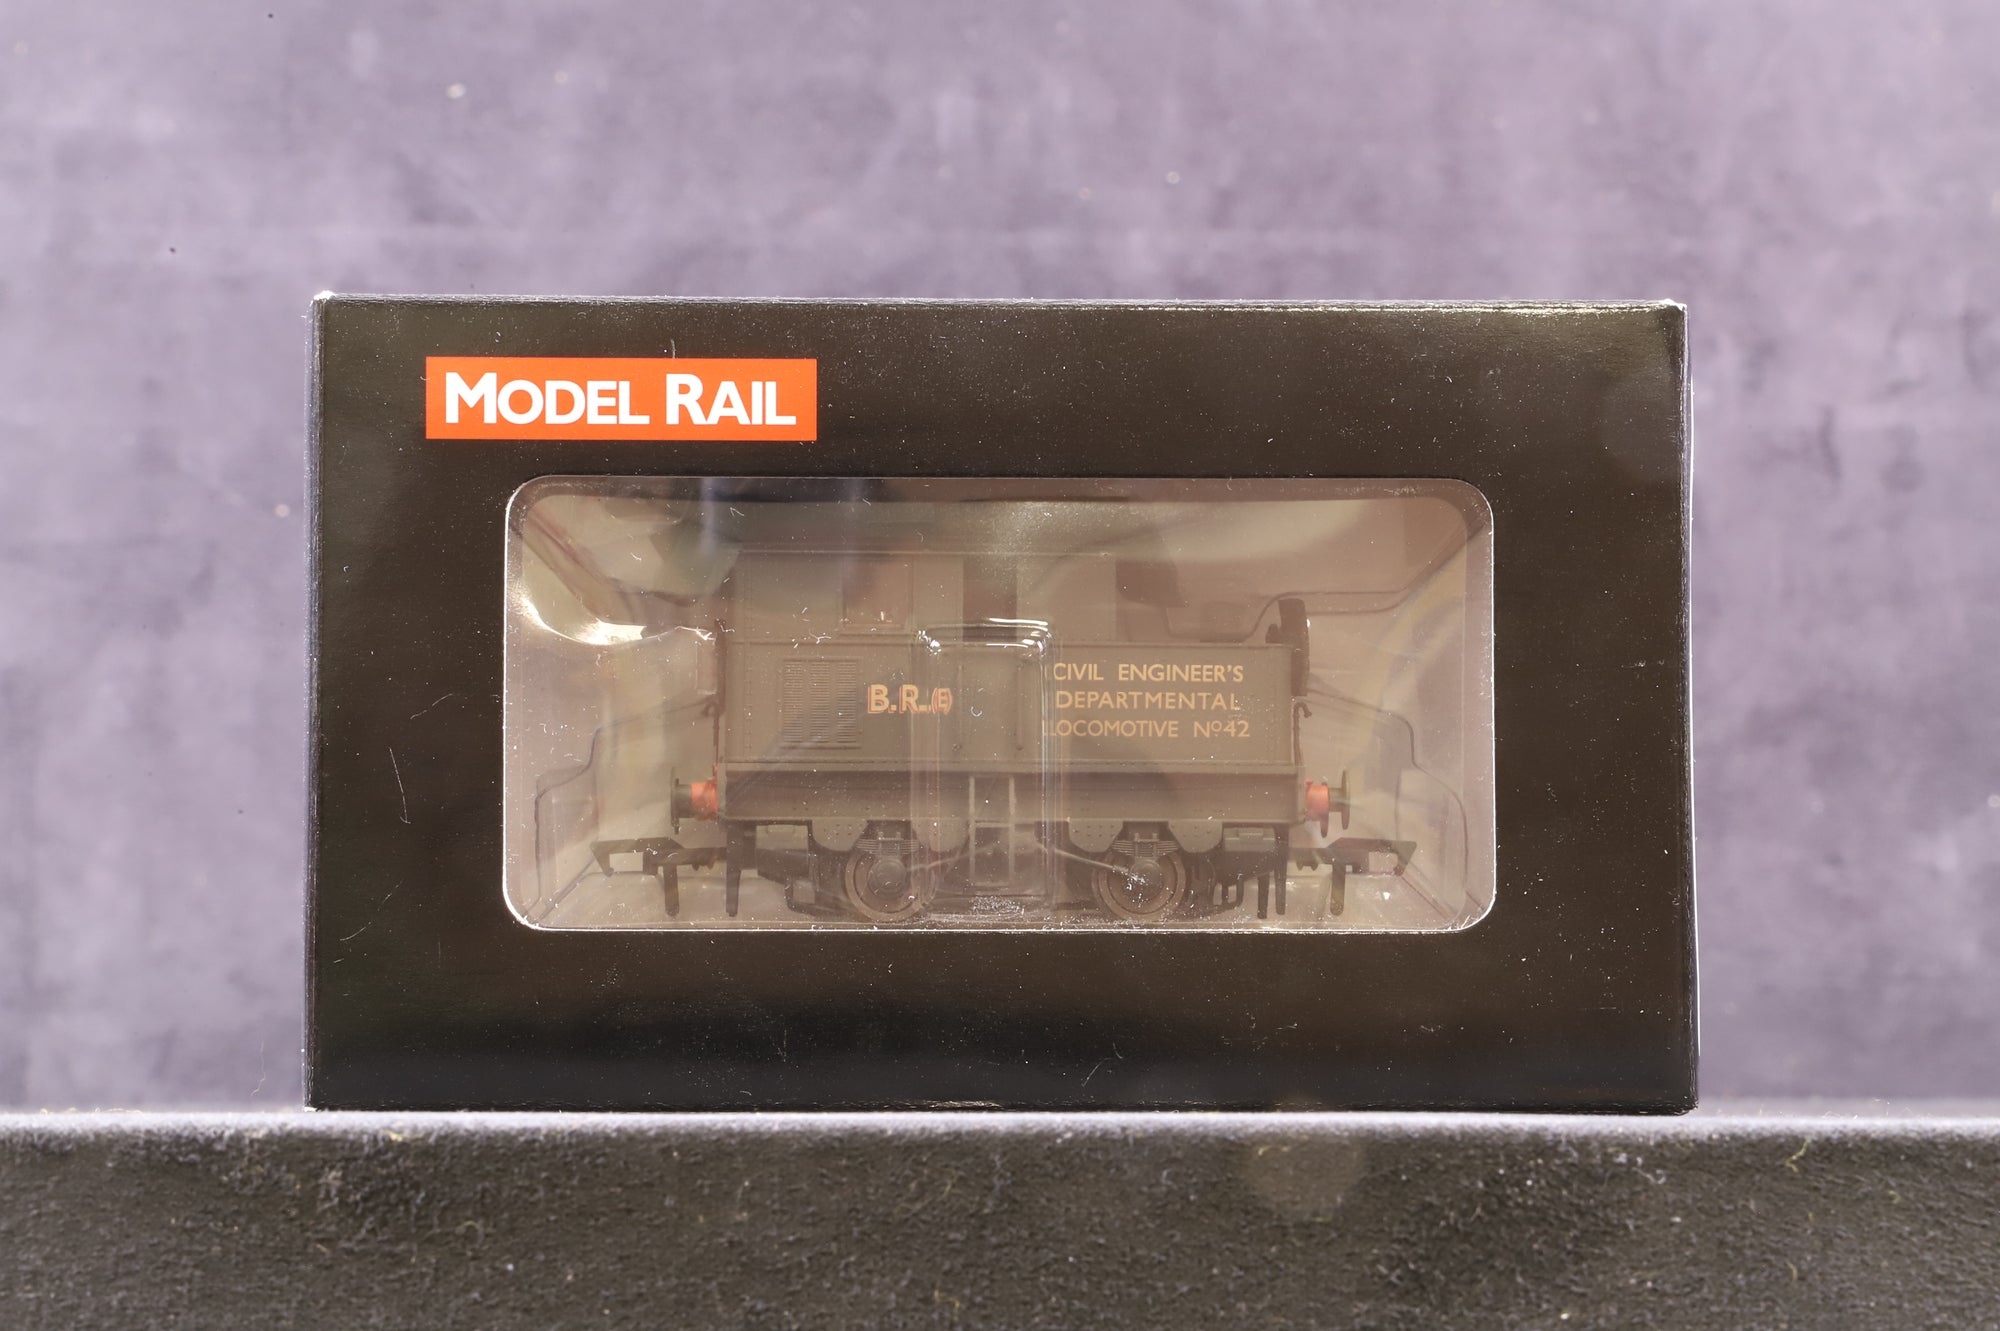 MODEL RAIL
B.R.(E)
CIVIL ENGINEER'S
DEPARTMENTAL
LOCOMOTIVE Nº42